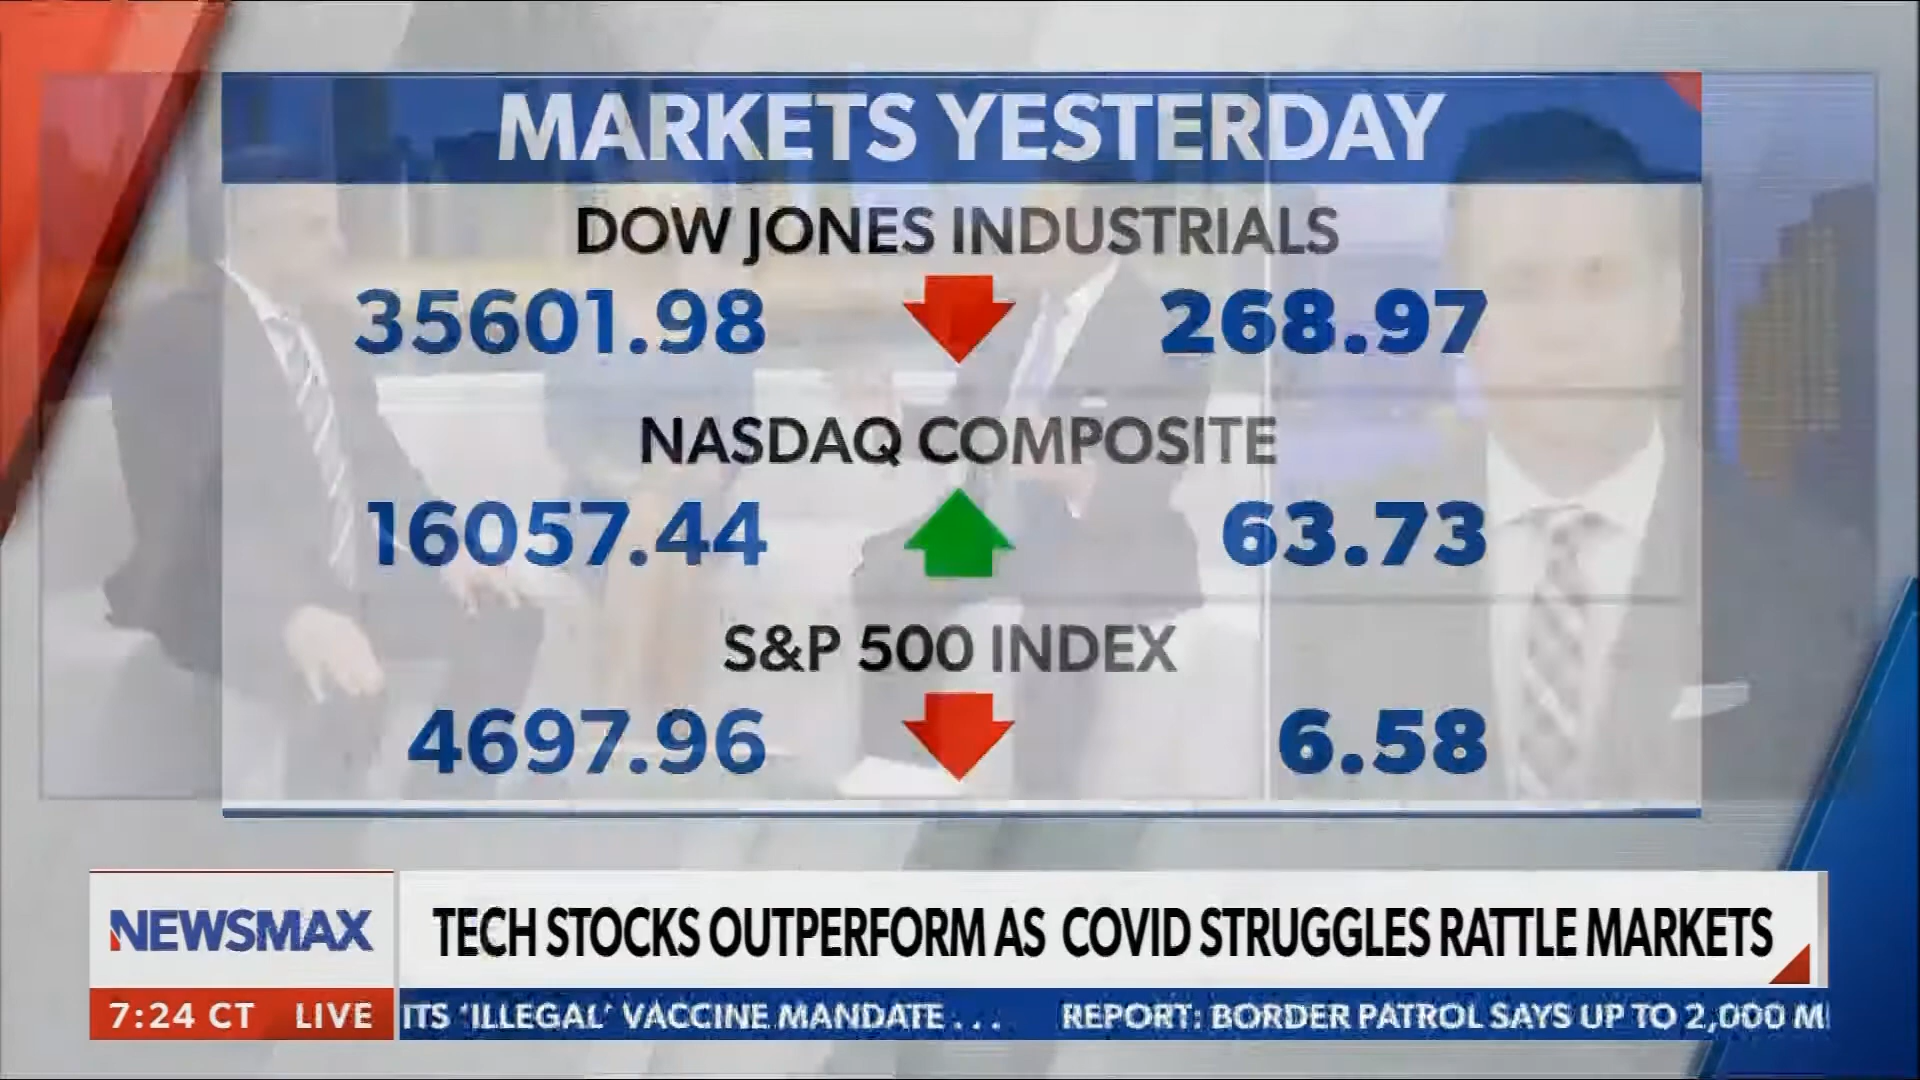 MARKETS YESTERDAY
DOW JONES INDUSTRIALS
35601.98 268.97
NASDAQ COMPOSITE
16057.44 63.73
S&P 500 INDEX
4697.96 6.58
NEWSMAX
TECH STOCKS OUTPERFORM AS COVID STRUGGLES RATTLE MARKETS
7:24 CT LIVE
ITS 'ILLEGAL' VACCINE MANDATE . . . REPORT: BORDER PATROL SAYS UP TO 2,000 M